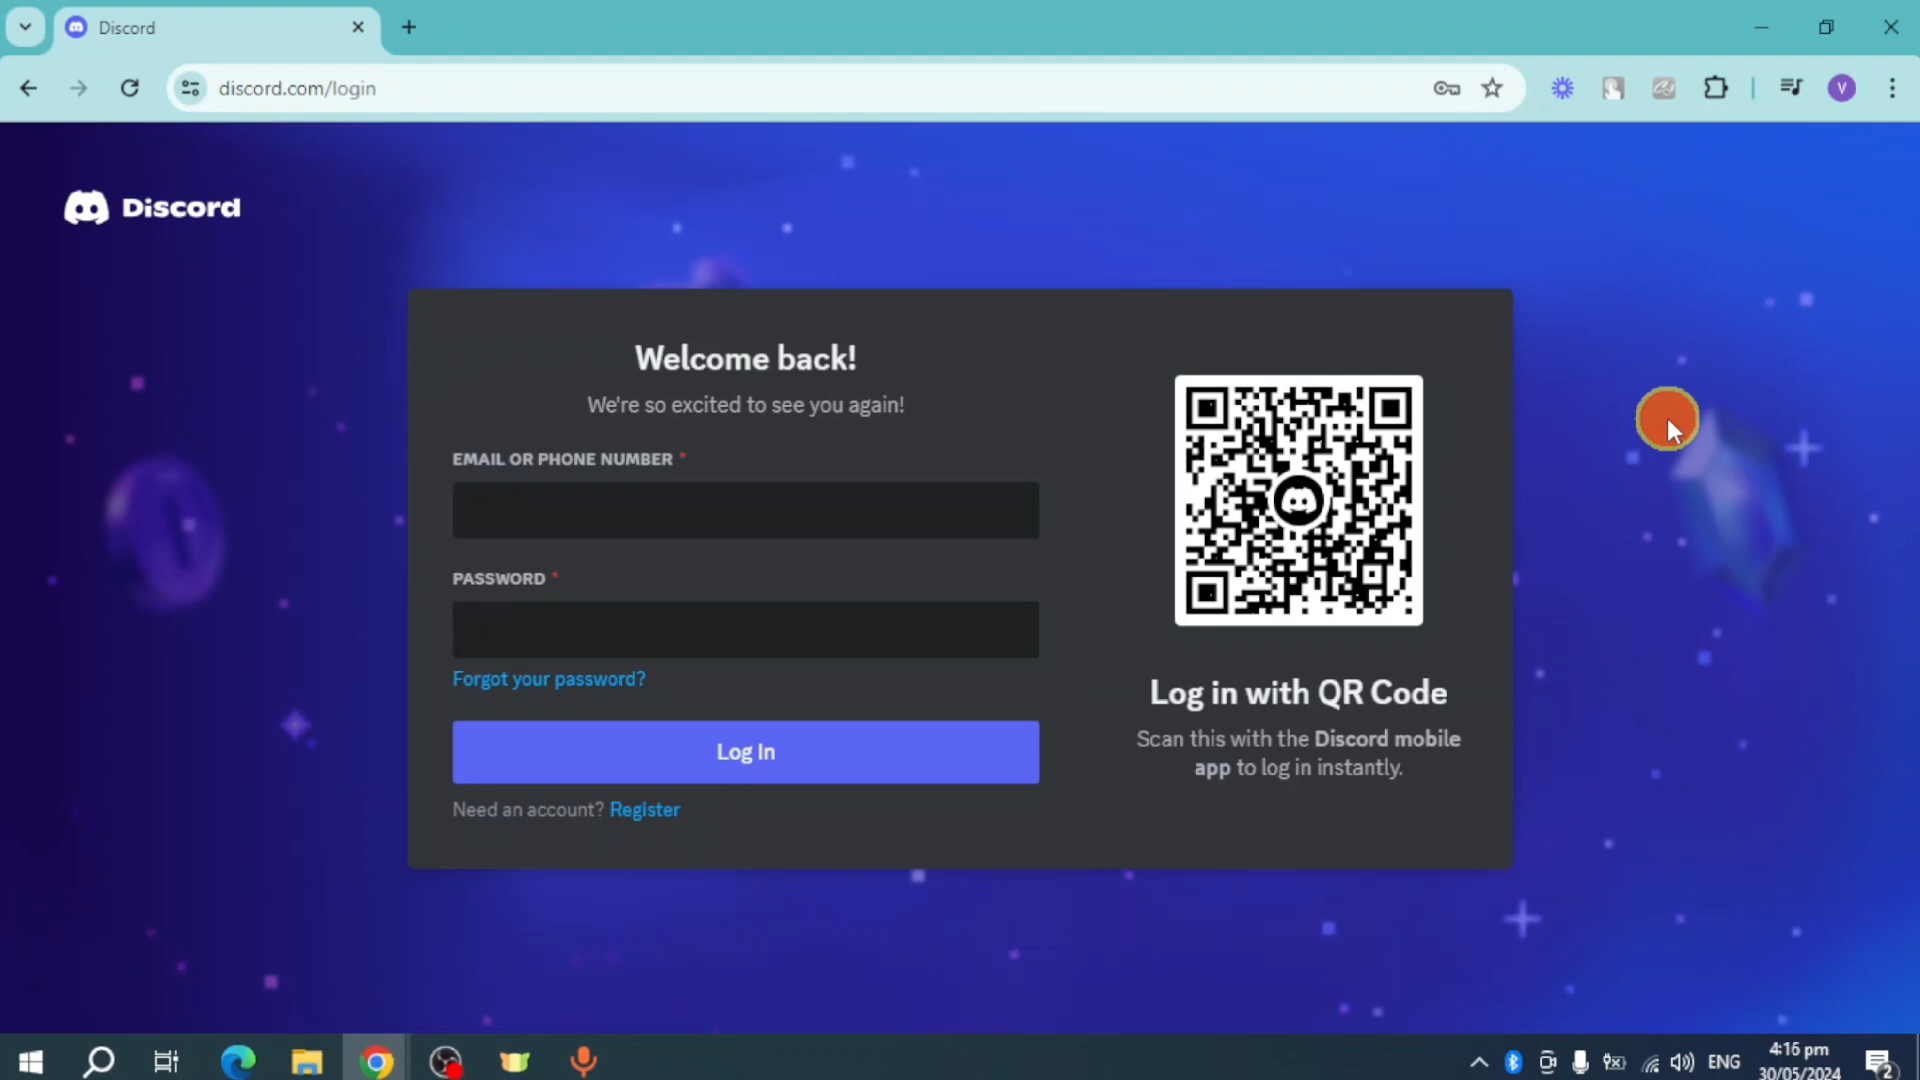 Discord
discord.com/login
V
Discord
Welcome back!
We're so excited to see you again!
EMAIL OR PHONE NUMBER *
PASSWORD *
Forgot your password?
Log In
Need an account? Register
Log in with QR Code
Scan this with the Discord mobile
app to log in instantly.
ENG
4:15 pm
30/05/2024
2